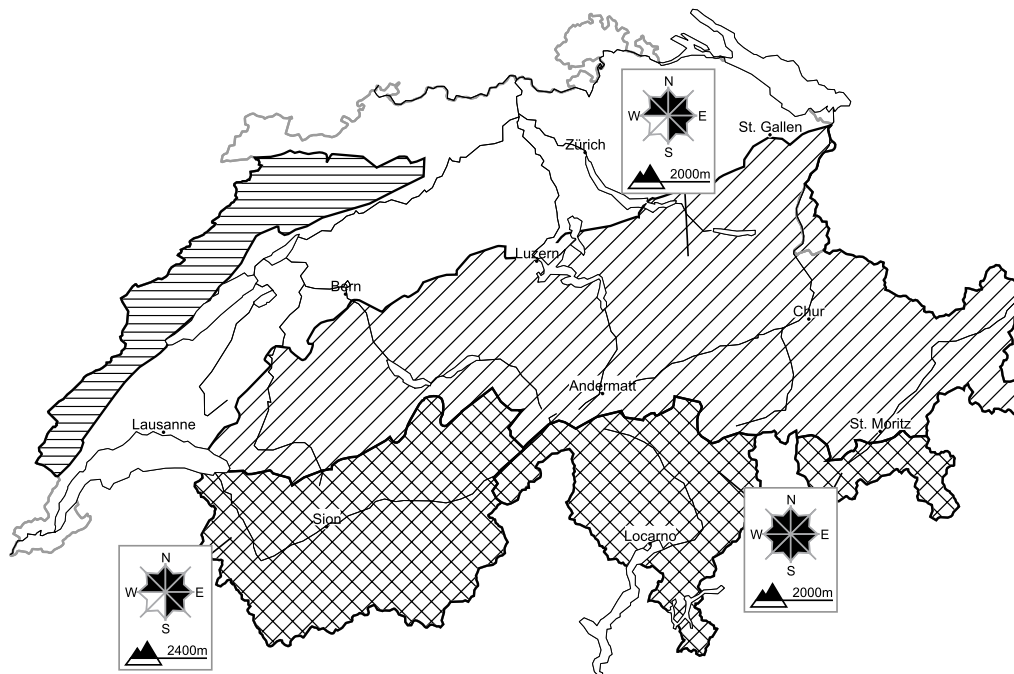 N
W E
S
2000m
St. Gallen
Zürich
Luzern
Bern
Chur
Andermatt
St. Moritz
Lausanne
Sion
Locarno
N
W E
S
2000m
N
W E
S
2400m